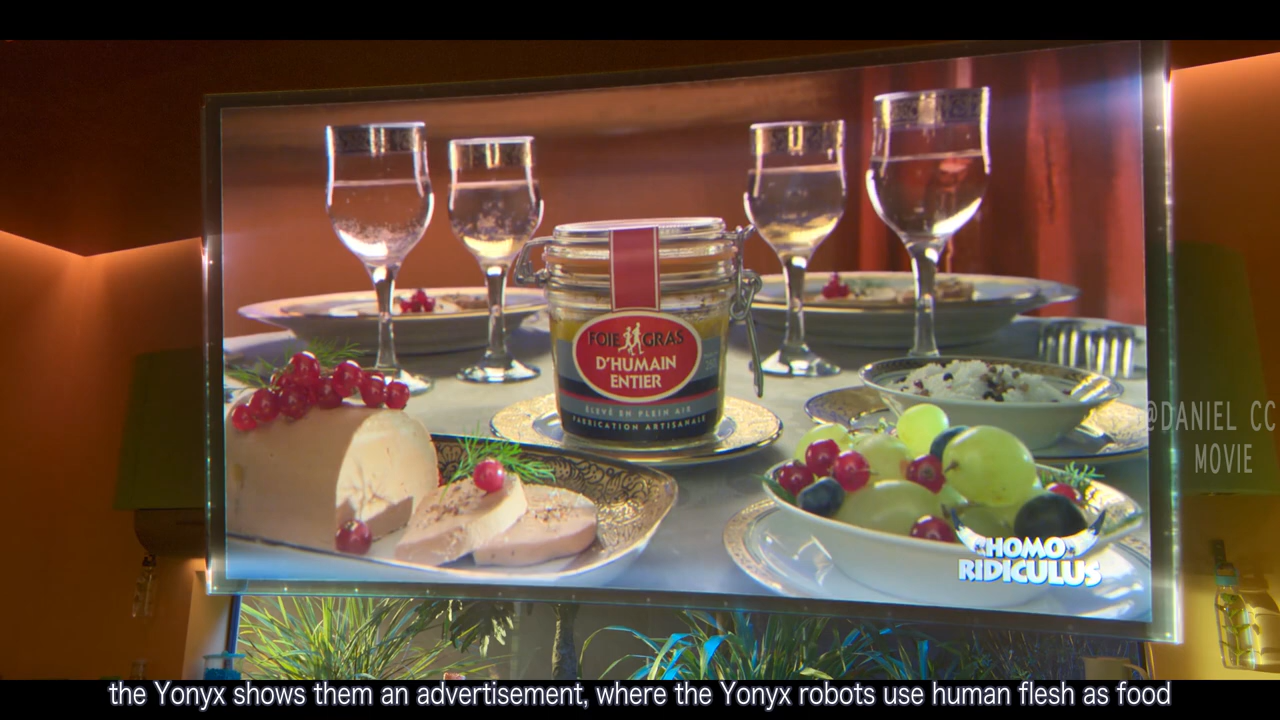 FOIE GRAS
D'HUMAIN
ENTIER
ÉLEVÉ EN PLEIN AIR
FABRICATION ARTISANALE
@DANIEL CC
MOVIE
HOMO
RIDICULUS
the Yonyx shows them an advertisement, where the Yonyx robots use human flesh as food